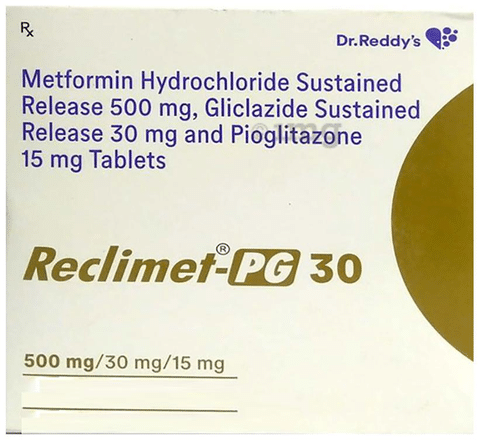 Rx
Dr.Reddy's
Metformin Hydrochloride Sustained
Release 500 mg, Gliclazide Sustained
Release 30 mg and Pioglitazone
15 mg Tablets
1mg
Reclimet®-PG 30
500 mg/30 mg/15 mg